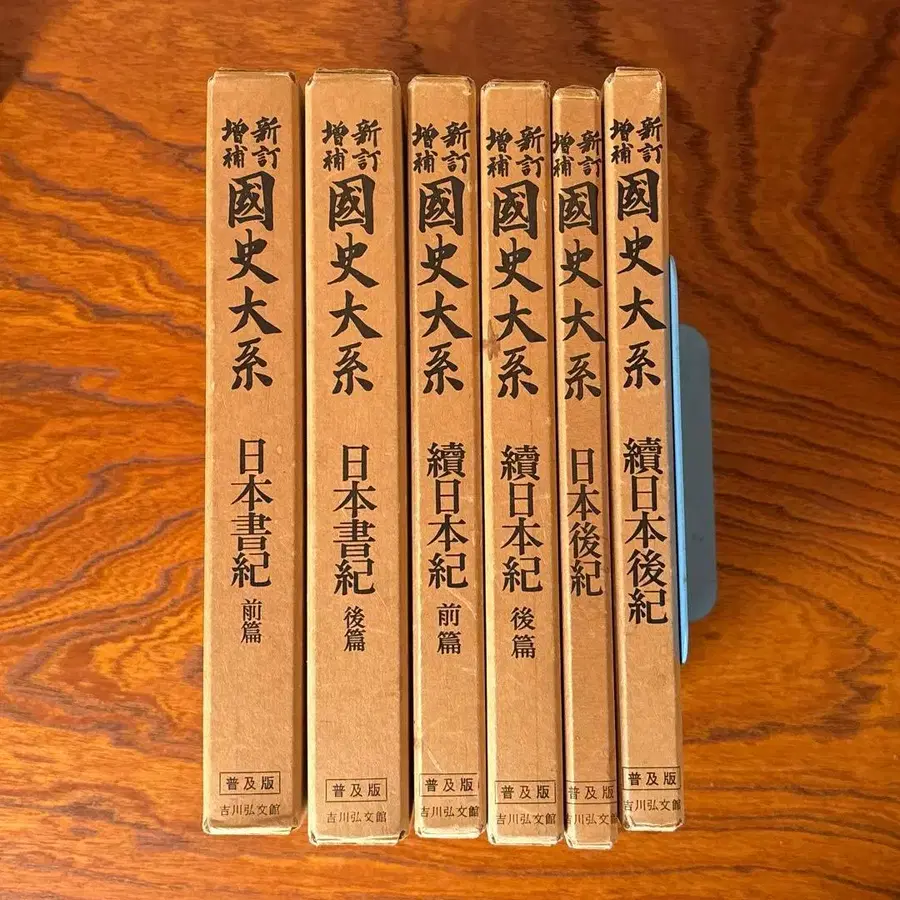 新訂
増補
國史大系
日本書紀 前篇
普及版
吉川弘文館
新訂
増補
國史大系
日本書紀 後篇
普及版
吉川弘文館
新訂
増補
國史大系
續日本紀 前篇
普及版
吉川弘文館
新訂
増補
國史大系
續日本紀 後篇
普及版
吉川弘文館
新訂
増補
國史大系
日本後紀
普及版
吉川弘文館
新訂
増補
國史大系
續日本後紀
普及版
吉川弘文館